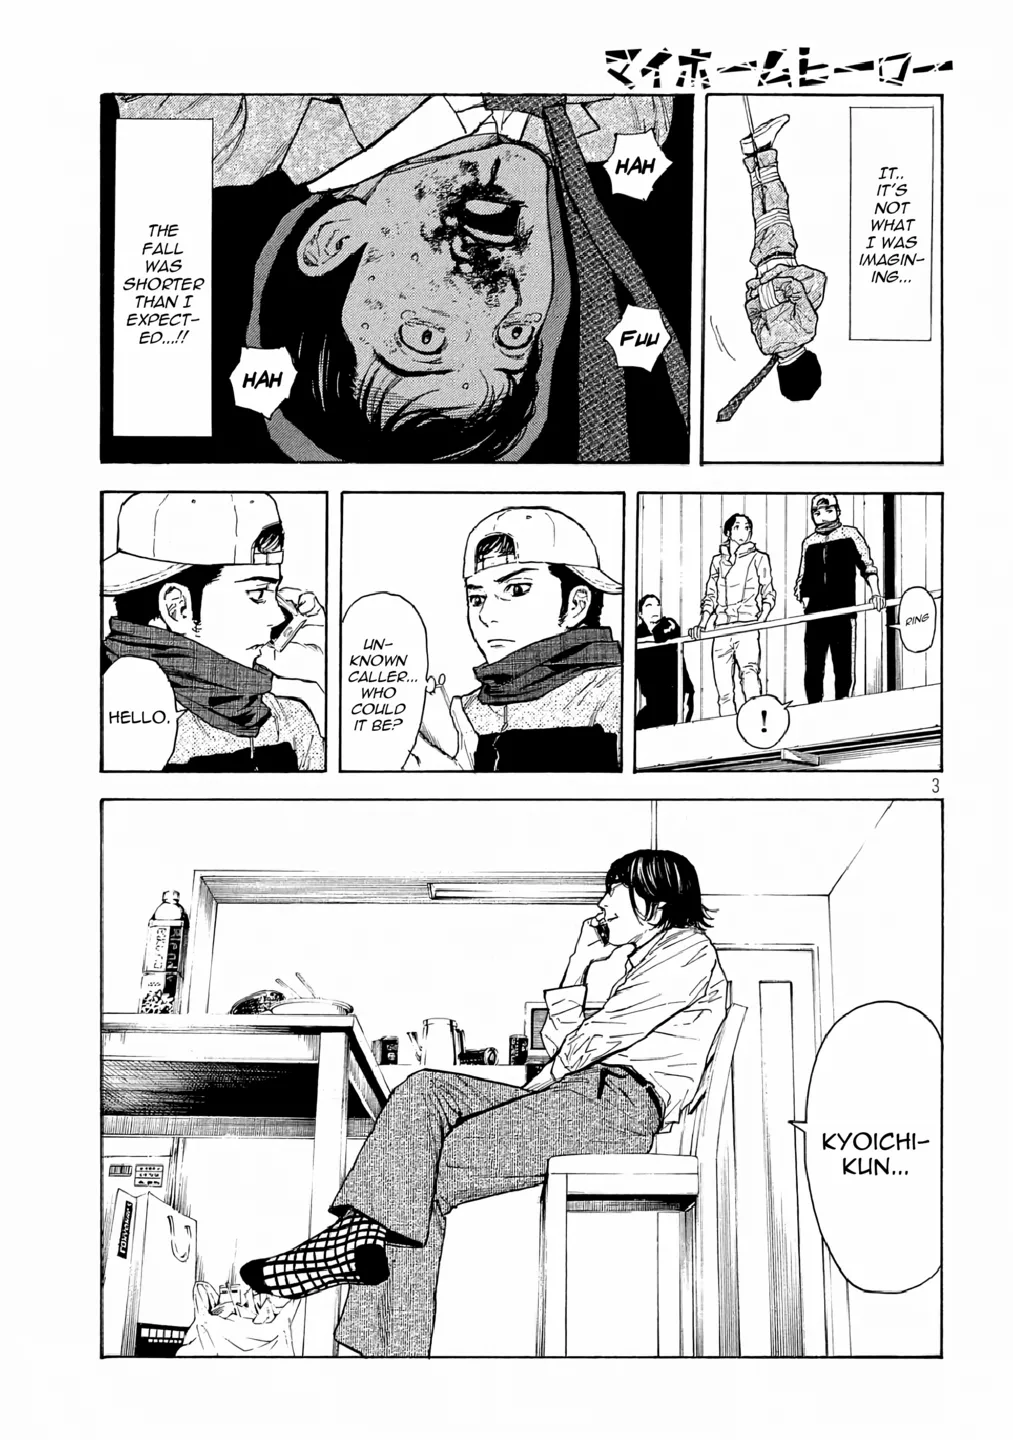 マイホームヒーロー
IT..
IT'S
NOT
WHAT
I WAS
IMAGIN-
ING...
HAH
FUU
HAH
THE
FALL
WAS
SHORTER
THAN I
EXPECT-
ED...!!
RING
!
UN-
KNOWN
CALLER...
WHO
COULD
IT BE?
HELLO.
3
KYOICHI-
KUN...